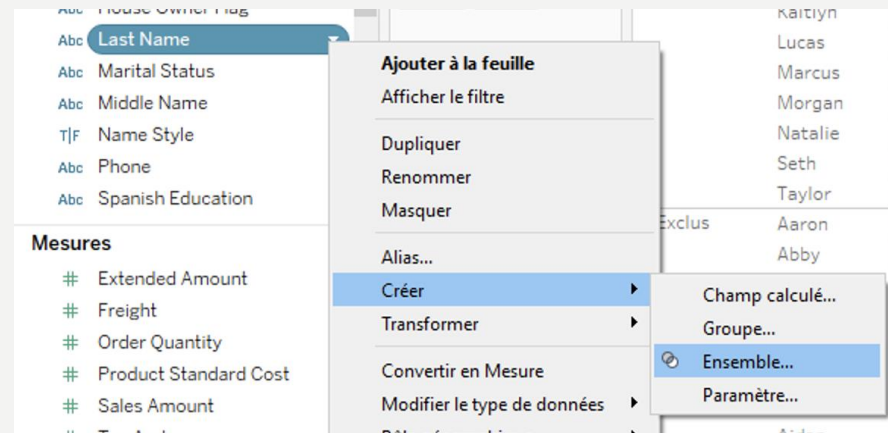 Abc House Owner Flag
Abc Last Name
Abc Marital Status
Abc Middle Name
T|F Name Style
Abc Phone
Abc Spanish Education
Mesures
# Extended Amount
# Freight
# Order Quantity
# Product Standard Cost
# Sales Amount
Ajouter à la feuille
Afficher le filtre
Dupliquer
Renommer
Masquer
Alias...
Créer
Transformer
Convertir en Mesure
Modifier le type de données
Champ calculé...
Groupe...
Ensemble...
Paramètre...
Exclus
Kaitlyn
Lucas
Marcus
Morgan
Natalie
Seth
Taylor
Aaron
Abby